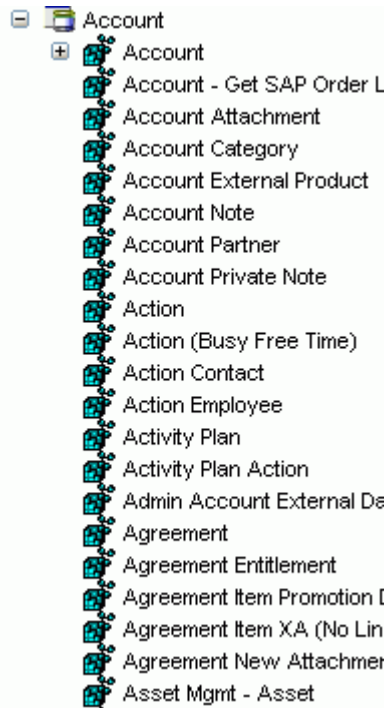 Account
Account
Account - Get SAP Order L
Account Attachment
Account Category
Account External Product
Account Note
Account Partner
Account Private Note
Action
Action (Busy Free Time)
Action Contact
Action Employee
Activity Plan
Activity Plan Action
Admin Account External Da
Agreement
Agreement Entitlement
Agreement Item Promotion D
Agreement Item XA (No Lin
Agreement New Attachmen
Asset Mgmt - Asset